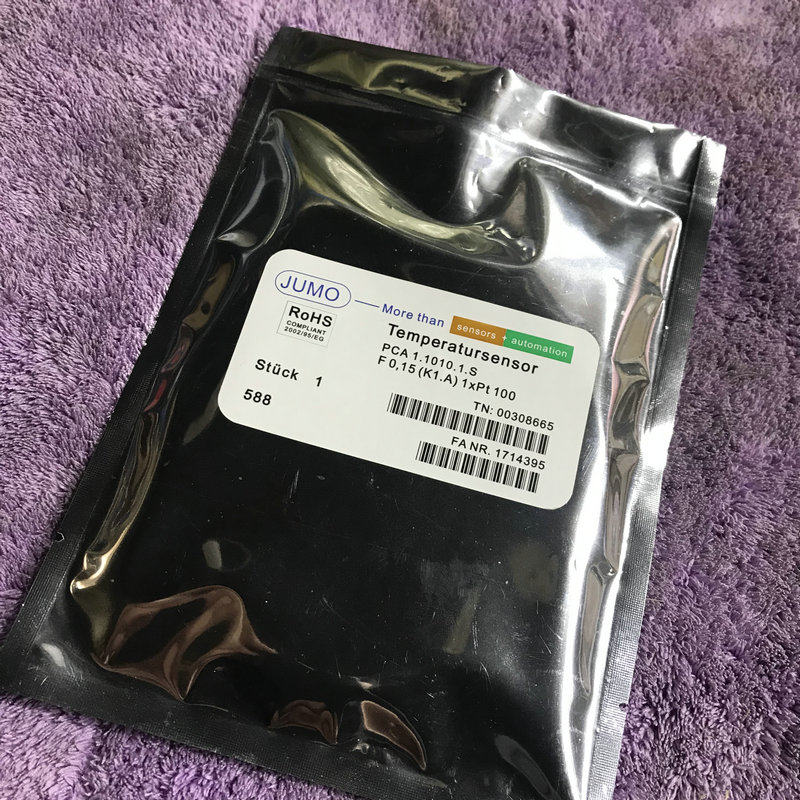 JUMO
More than sensors + automation
RoHS
COMPLIANT
2002/95/EG
Temperatursensor
PCA 1.1010.1.S
F 0,15 (K1.A) 1xPt 100
Stück 1
TN: 00308665
588
FA NR. 1714395